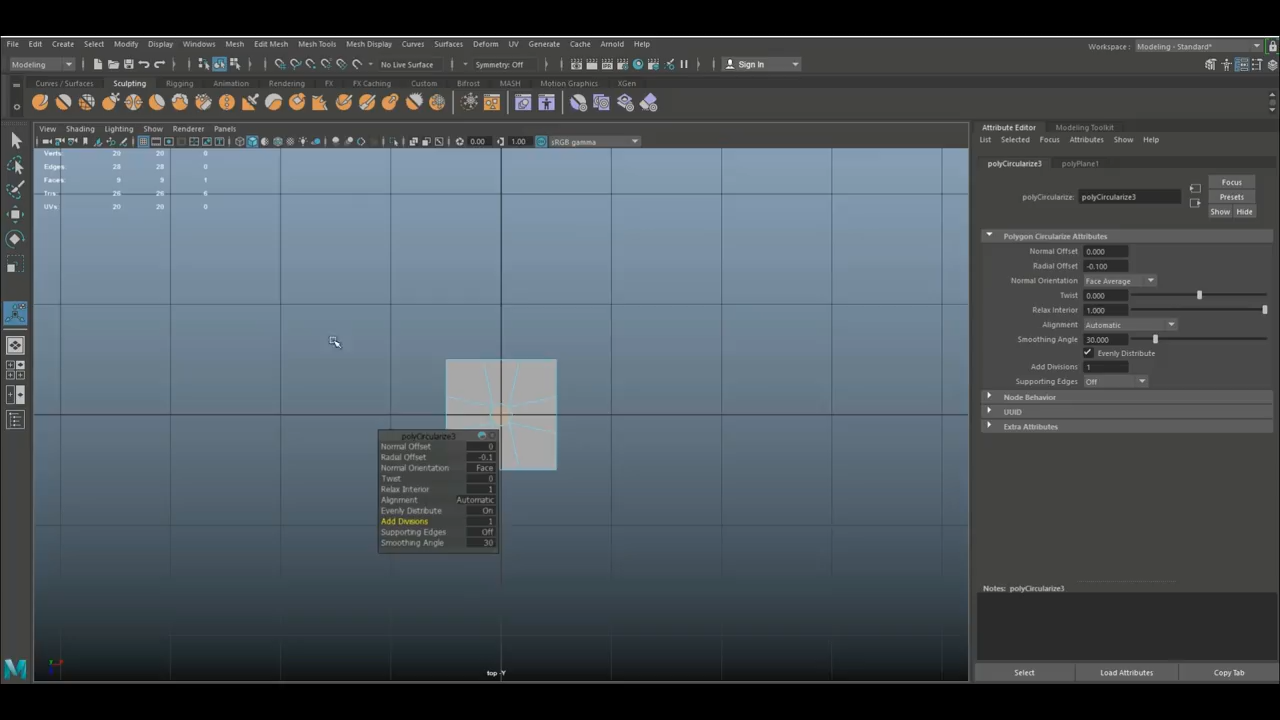 File Edit Create Select Modify Display Windows Mesh Edit Mesh Mesh Tools Mesh Display Curves Surfaces Deform UV Generate Cache Arnold Help
Workspace : Modeling - Standard*
Modeling No Live Surface Symmetry: Off Sign In
Curves / Surfaces Sculpting Rigging Animation Rendering FX FX Caching Custom Bifrost MASH Motion Graphics XGen
View Shading Lighting Show Renderer Panels
0.00 1.00 sRGB gamma
Verts: 20 20 0
Edges: 28 28 0
Faces: 9 9 1
Tris: 26 26 6
UVs: 20 20 0
polyCircularize3
Normal Offset 0
Radial Offset -0.1
Normal Orientation Face
Twist 0
Relax Interior 1
Alignment Automatic
Evenly Distribute On
Add Divisions 1
Supporting Edges Off
Smoothing Angle 30
top -Y
Attribute Editor Modeling Toolkit
List Selected Focus Attributes Show Help
polyCircularize3 polyPlane1
Focus
polyCircularize: polyCircularize3 Presets
Show Hide
Polygon Circularize Attributes
Normal Offset 0.000
Radial Offset -0.100
Normal Orientation Face Average
Twist 0.000
Relax Interior 1.000
Alignment Automatic
Smoothing Angle 30.000
Evenly Distribute
Add Divisions 1
Supporting Edges Off
Node Behavior
UUID
Extra Attributes
Notes: polyCircularize3
Select Load Attributes Copy Tab